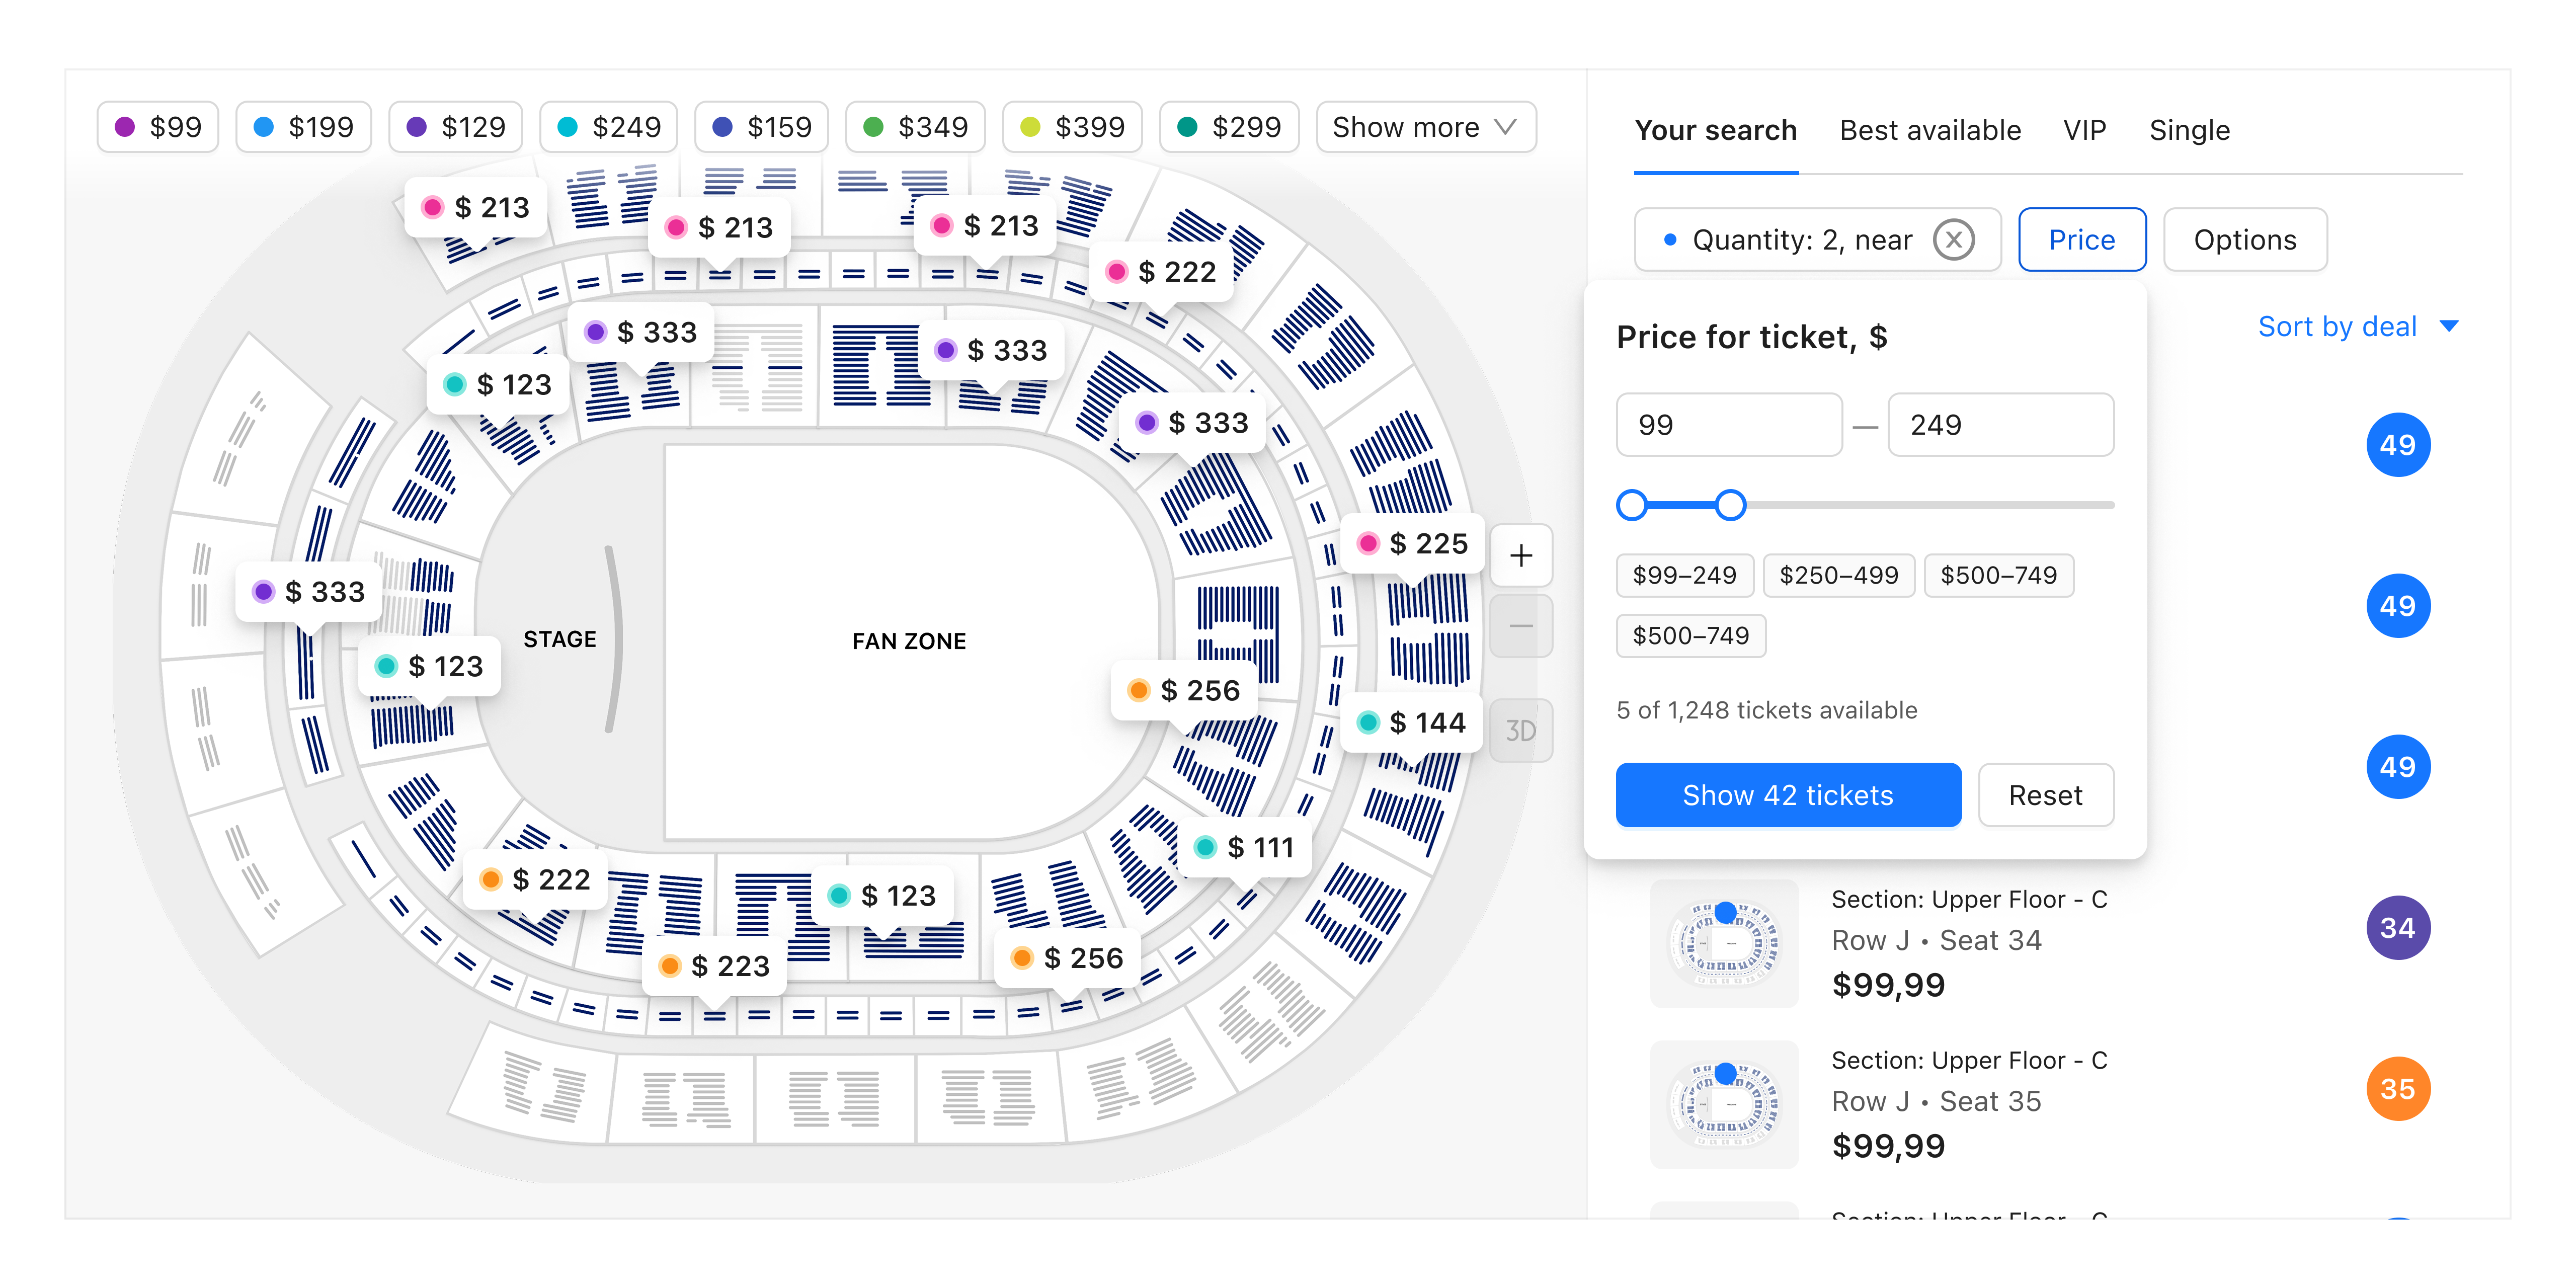 $99 $199 $129 $249 $159 $349 $399 $299 Show more
$ 213
$ 213
$ 213
$ 222
$ 333
$ 333
$ 123
$ 333
$ 225
$ 333
STAGE
FAN ZONE
$ 123
$ 256
$ 144
$ 111
$ 222
$ 123
$ 223
$ 256
+
−
3D
Your search Best available VIP Single
Quantity: 2, near Price Options
Sort by deal
Price for ticket, $
99 — 249
$99–249 $250–499 $500–749
$500–749
5 of 1,248 tickets available
Show 42 tickets Reset
49
49
49
Section: Upper Floor - C
Row J • Seat 34
$99,99
34
Section: Upper Floor - C
Row J • Seat 35
$99,99
35
Section: Upper Floor - C